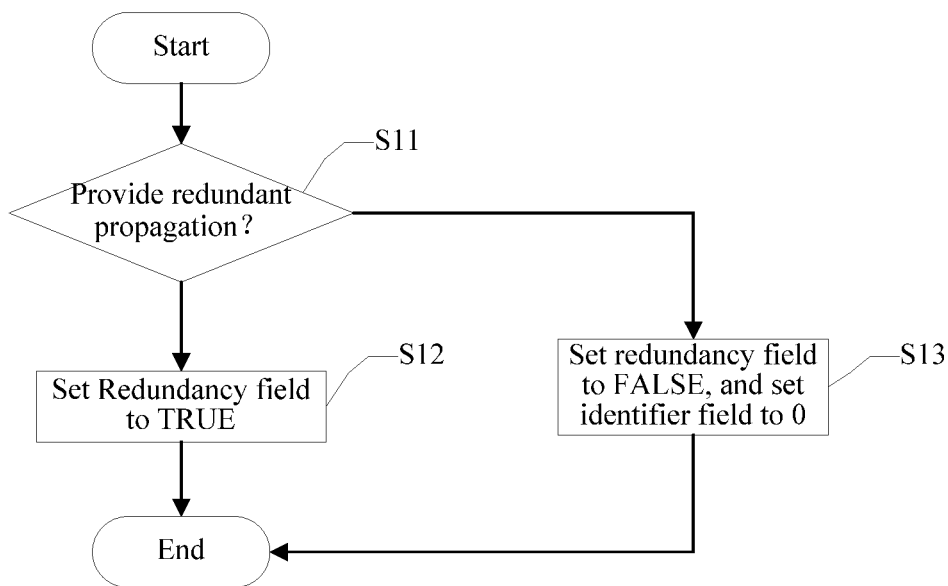 Start
S11
Provide redundant
propagation?
S12
Set Redundancy field
to TRUE
S13
Set redundancy field
to FALSE, and set
identifier field to 0
End